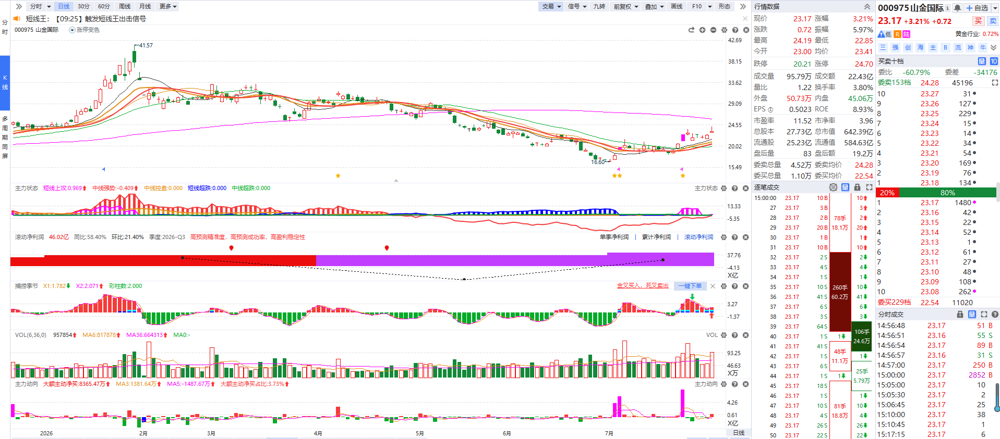 分时 日线 30分 60分 周线 月线 更多 交易 信号 九转 前复权 叠加 画线 F10 形态
短线王：【09:25】触发短线王出击信号
000975 山金国际 涨停变色
分时
K线
多周期同屏
41.57
16.60
42.69
38.15
33.62
29.09
24.55
20.02
15.49
主力状态 短线上攻:0.969 中线强势:-0.409 中线控盘:0.000 短线超跌:0.000 中线超跌:0.000 主力状态
13.33
-5.35
滚动净利润 46.02亿 同比:58.40% 环比:21.40% 季度:2026-Q3 高预测精准度，高预测成功率，高盈利稳定性 单季净利润 | 累计净利润 | 滚动净利润
37.76
-4.13
X亿
捕捞季节 X1:1.782 X2:2.071 彩柱数:2.000 金叉买入，死叉卖出 一键下单
3.27
-1.37
VOL(6,36,0) 957854 MA6:817878 MA36:664313 MA0:- VOL
93.25
46.63
X万
主力动向 大额主动净买:8365.47万 MA3:1381.64万 MA5:-1487.67万 大额主动净买占比:3.73% 主力动向
4.26
0.61
X亿
2026 2月 3月 4月 5月 6月 7月 日线
行情数据
现价 23.17 涨幅 3.21%
涨跌 0.72 振幅 5.97%
最高 24.19 最低 22.85
今开 23.00 均价 23.41
跌停 20.21 涨停 24.70
成交量 95.79万 成交额 22.43亿
量比 1.22 换手率 3.80%
外盘 50.73万 内盘 45.06万
EPS ① 0.5023 ROE 8.93%
市盈率 11.52 市净率 3.96
总股本 27.73亿 总市值 642.39亿
流通股 25.23亿 流通值 584.63亿
盘后量 83 盘后额 19.2万
委卖总量 4.52万 委卖均价 24.28
委买总量 1.10万 委买均价 22.54
逐笔成交 量
15:00:00 23.17 10 B 10
27 23.17 3 B 3
28 23.17 2 B 78手 2
29 23.17 20 B 18.1万 20
30 23.17 1 B 1
31 23.17 10 B 10
32 23.17 2 S 2
33 23.17 4 S 4
34 23.17 1 S 1
35 23.17 10 S 260手 10
36 23.17 41 S 60.2万 41
37 23.17 6 S 6
38 23.17 3 S 3
39 23.17 64 S 106手
40 23.17 1 S 1 24.6万
41 23.17 41 S 48手
42 23.17 1 S 11.1万 1
43 23.17 6 S 25手
44 23.17 1 S 1 5.79万
45 23.17 18 S
46 23.17 1 S 1
47 23.17 10 S 81手 10
48 23.17 4 S 18.8万 4
49 23.17 26 S 26
50 23.17 22 S 22
000975 山金国际 自选
23.17 +3.21% +0.72 买 卖
低 R 陆 黄金行业: 0.72%
三 强 创 海 主 B 流 神 牛
买卖十档 量 10
委比 -60.79% 委差 -34176
委卖153档 24.28 45196
10 23.27 31
9 23.26 127
8 23.25 229
7 23.24 15
6 23.23 14
5 23.22 34
4 23.21 54
3 23.20 169
2 23.19 76
1 23.18 134
20% 80%
1 23.17 1480
2 23.16 42
3 23.15 22
4 23.14 52
5 23.13 1
6 23.12 61
7 23.11 27
8 23.10 48
9 23.09 108
10 23.08 262
委买229档 22.54 11020
分时成交 量
14:56:48 23.17 51 B
14:56:51 23.16 55 S
14:56:54 23.17 89 B
14:56:57 23.16 31 S
14:57:00 23.17 250 B
15:00:00 23.17 2852 B
15:05:00 23.17 10
15:05:30 23.17 2
15:06:45 23.17 25
15:10:00 23.17 38
15:10:45 23.17 1
15:17:15 23.17 6